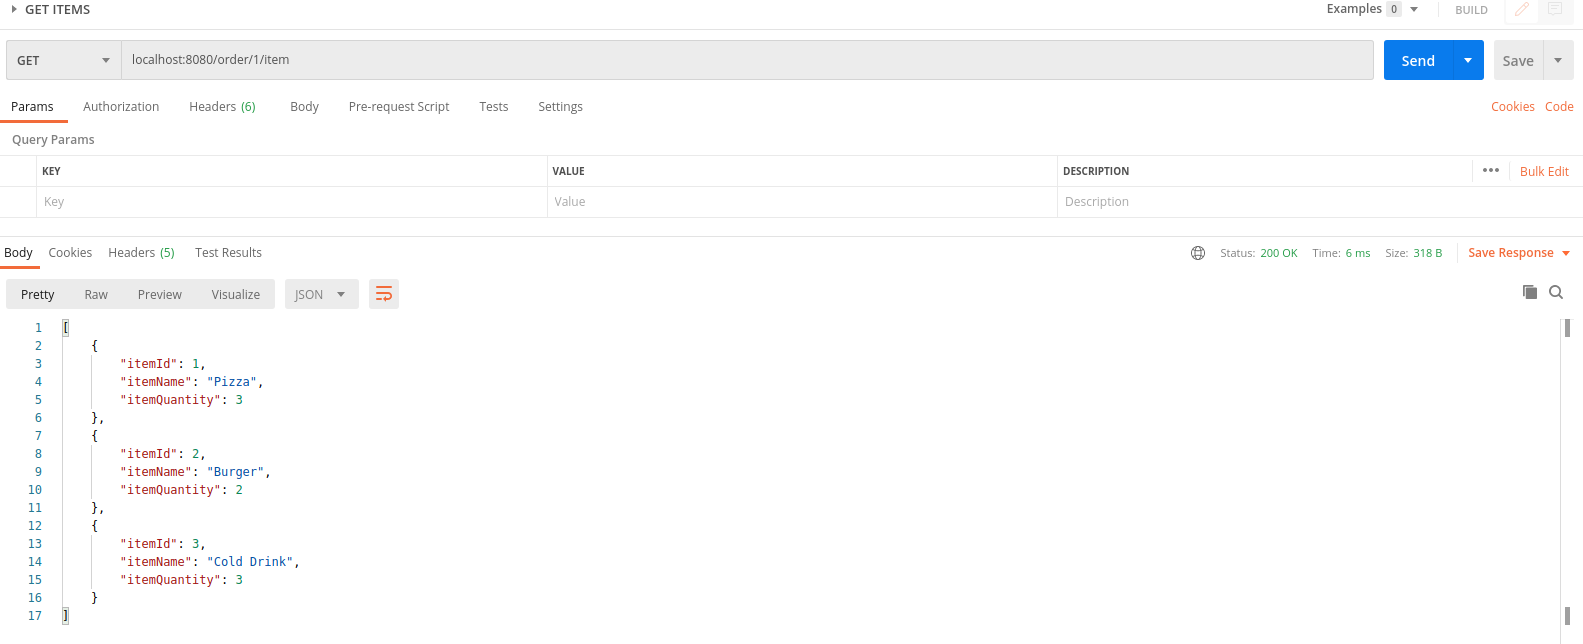 GET ITEMS Examples 0 BUILD
GET localhost:8080/order/1/item Send Save
Params Authorization Headers (6) Body Pre-request Script Tests Settings Cookies Code
Query Params
KEY VALUE DESCRIPTION ••• Bulk Edit
Key Value Description
Body Cookies Headers (5) Test Results Status: 200 OK Time: 6 ms Size: 318 B Save Response
Pretty Raw Preview Visualize JSON
1 [
2 {
3 "itemId": 1,
4 "itemName": "Pizza",
5 "itemQuantity": 3
6 },
7 {
8 "itemId": 2,
9 "itemName": "Burger",
10 "itemQuantity": 2
11 },
12 {
13 "itemId": 3,
14 "itemName": "Cold Drink",
15 "itemQuantity": 3
16 }
17 ]